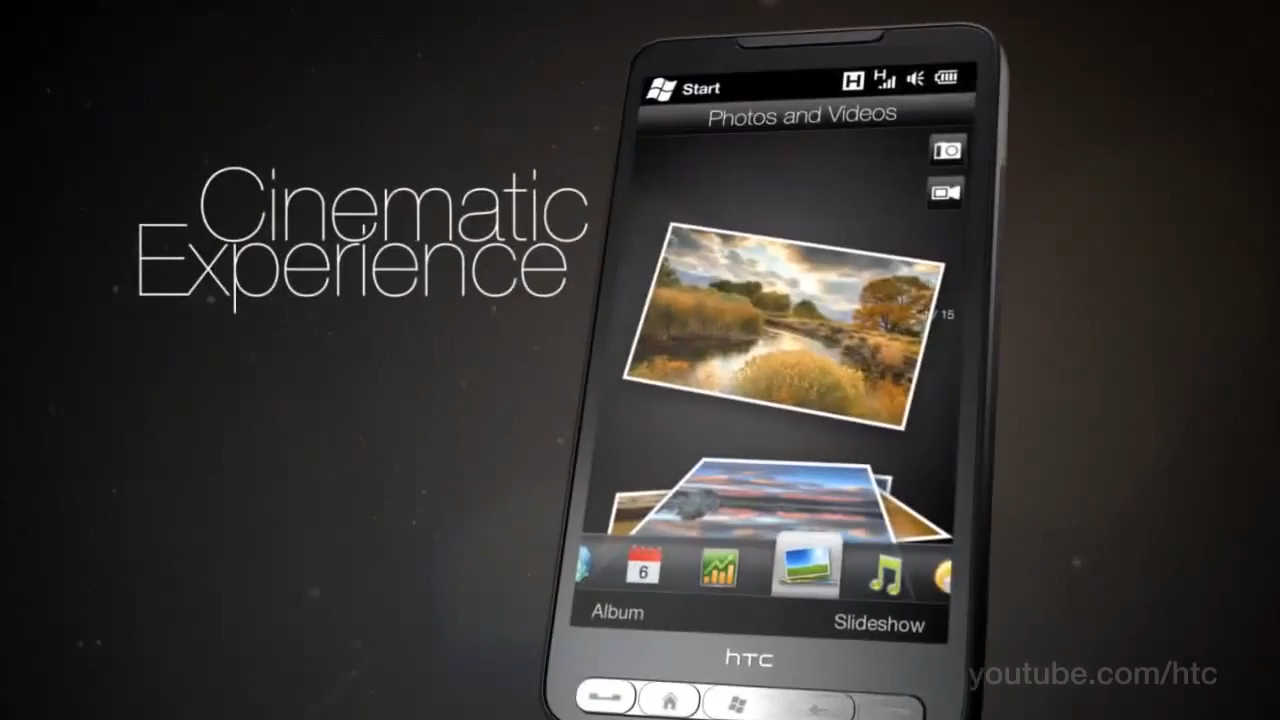 Cinematic
Experience
Start
H
H
Photos and Videos
/ 15
6
Album
Slideshow
hTC
youtube.com/htc